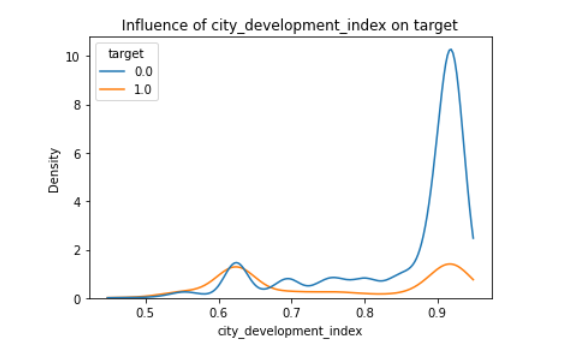 Influence of city_development_index on target
target
0.0
1.0
Density
10
8
6
4
2
0
0.5 0.6 0.7 0.8 0.9
city_development_index